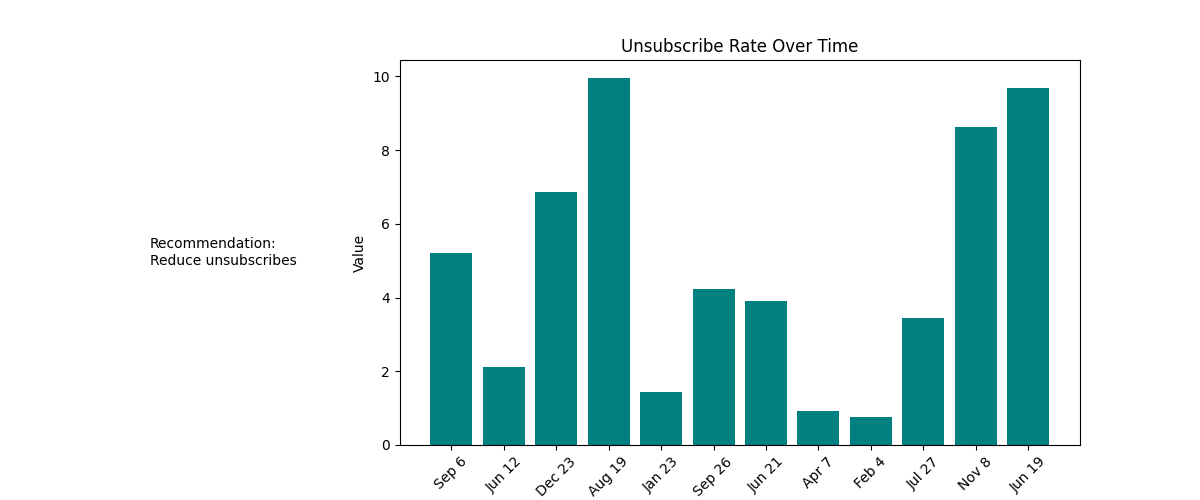 Unsubscribe Rate Over Time
Recommendation:
Reduce unsubscribes
Value
10
8
6
4
2
0
Sep 6
Jun 12
Dec 23
Aug 19
Jan 23
Sep 26
Jun 21
Apr 7
Feb 4
Jul 27
Nov 8
Jun 19